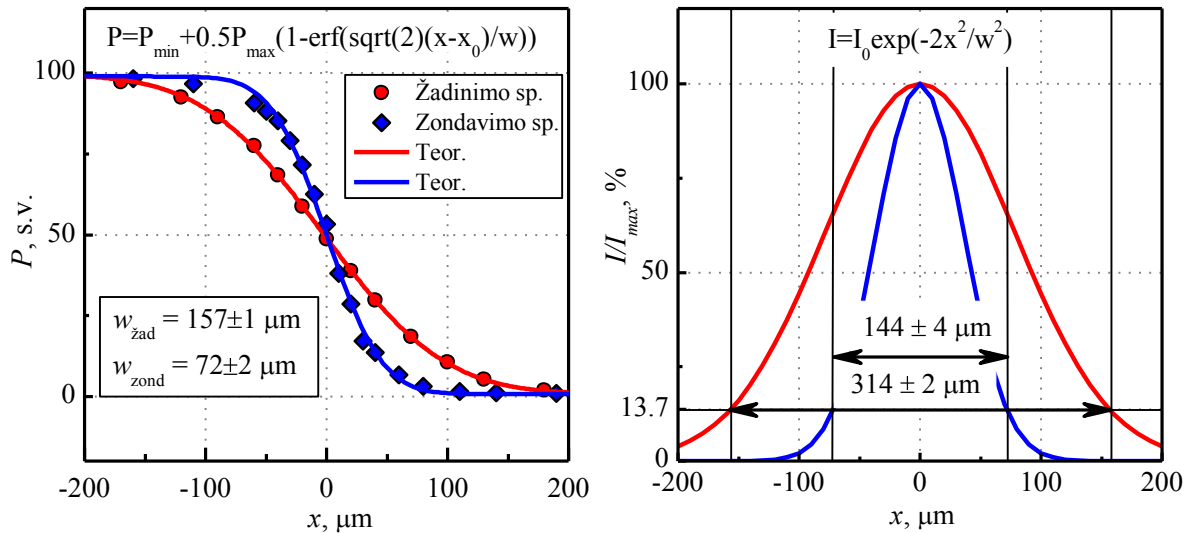 P=P_min+0.5P_max(1-erf(sqrt(2)(x-x_0)/w))
100
50
0
P, s.v.
Žadinimo sp.
Zondavimo sp.
Teor.
Teor.
w_žad = 157±1 μm
w_zond = 72±2 μm
-200 -100 0 100 200
x, μm
I=I_0exp(-2x^2/w^2)
100
50
13.7
0
I/I_max, %
144 ± 4 μm
314 ± 2 μm
-200 -100 0 100 200
x, μm